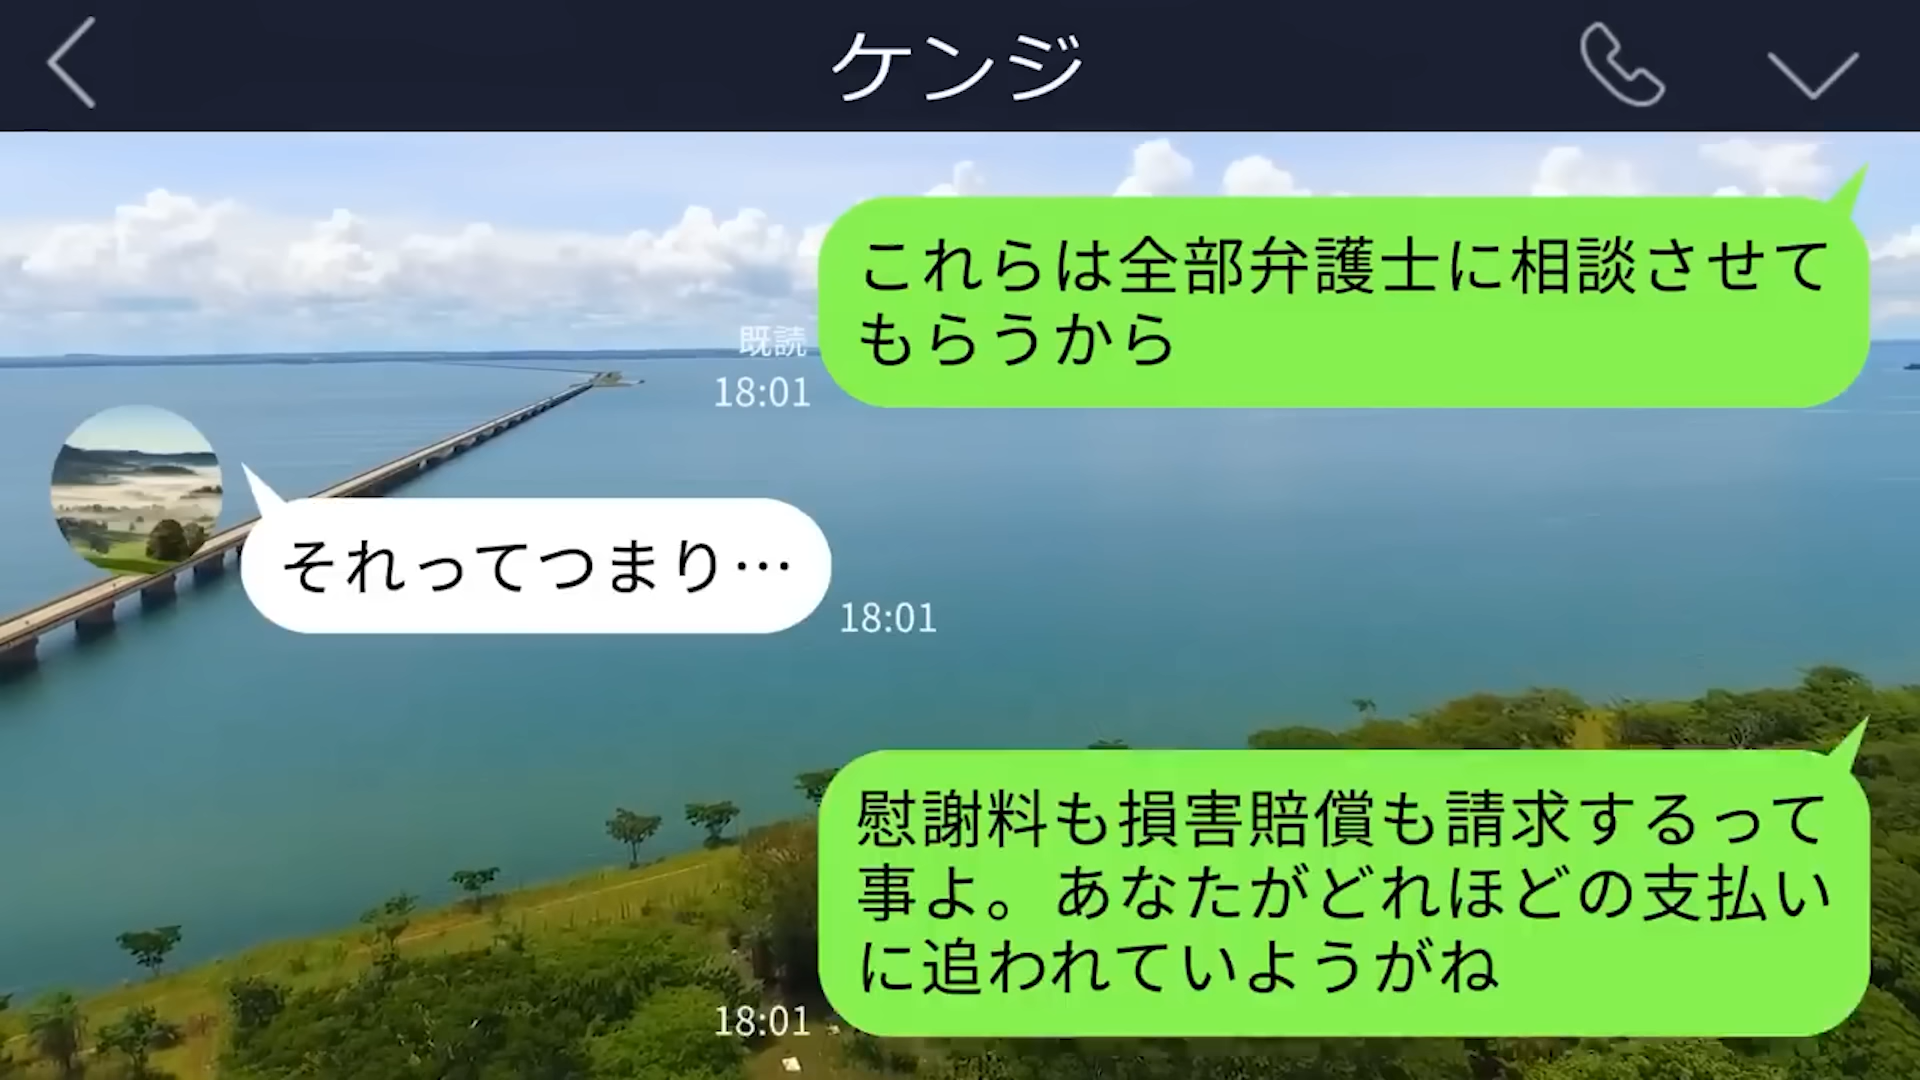 ケンジ
これらは全部弁護士に相談させて
もらうから
既読
18:01
それってつまり…
18:01
慰謝料も損害賠償も請求するって
事よ。あなたがどれほどの支払い
に追われていようがね
18:01